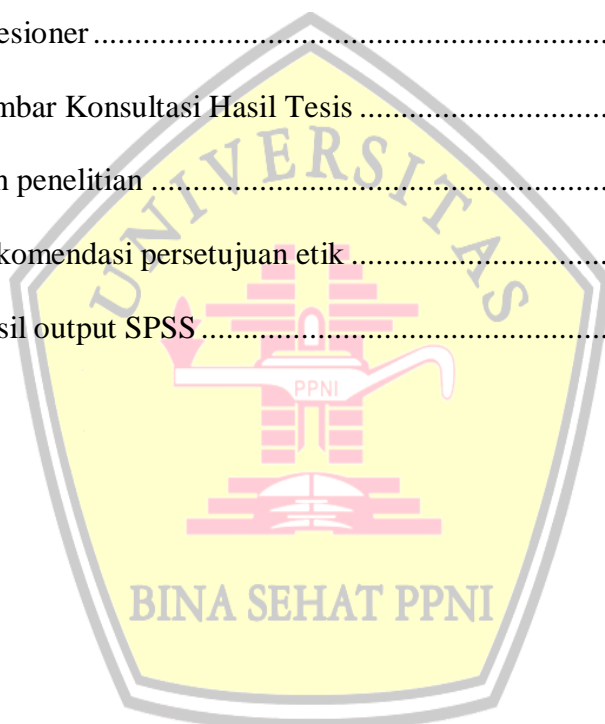 esioner ..........................................................................
mbar Konsultasi Hasil Tesis ...................................
n penelitian ................................................................
komendasi persetujuan etik ....................................
sil output SPSS .........................................................
UNIVERSITAS
PPNI
BINA SEHAT PPNI